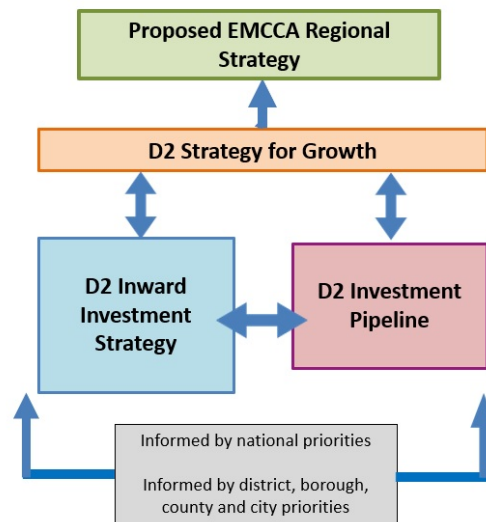 Proposed EMCCA Regional
Strategy
D2 Strategy for Growth
D2 Inward
Investment
Strategy
D2 Investment
Pipeline
Informed by national priorities
Informed by district, borough,
county and city priorities